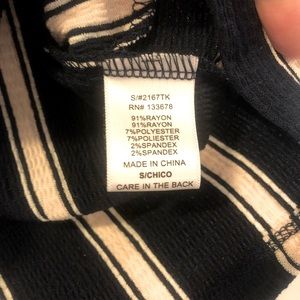 S/#2167TK
RN# 133678
91%RAYON
91%RAYON
7%POLYESTER
7%POLIESTER
2%SPANDEX
2%SPANDEX
MADE IN CHINA
S/CHICO
CARE IN THE BACK